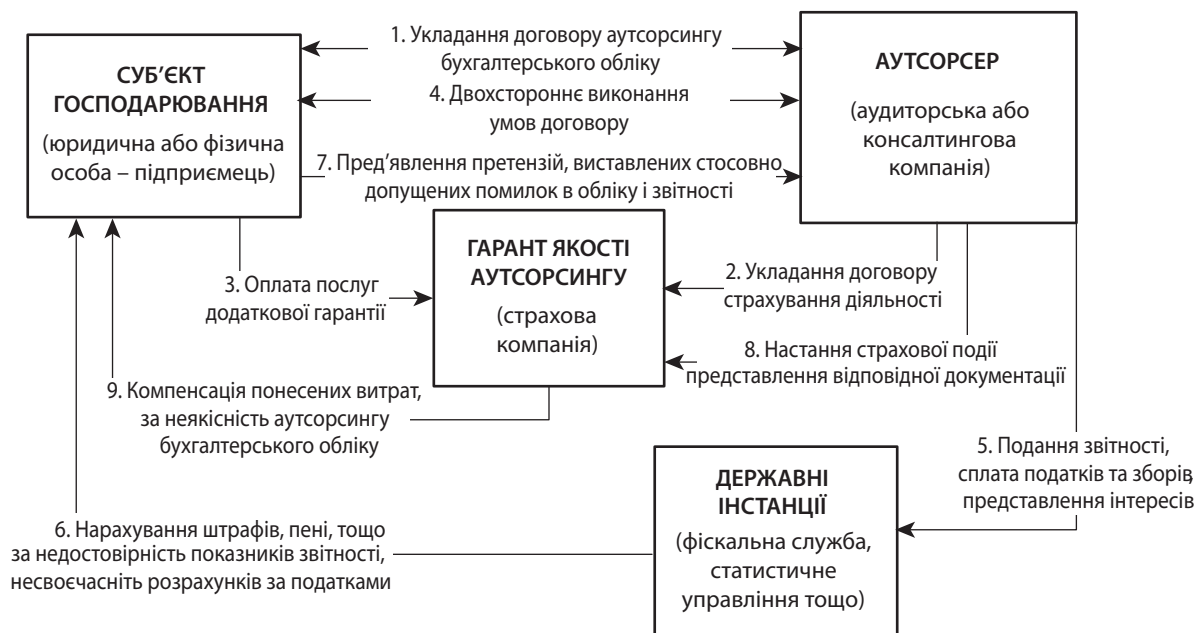 СУБ’ЄКТ
ГОСПОДАРЮВАННЯ
(юридична або фізична
особа – підприємець)
1. Укладання договору аутсорсингу
бухгалтерського обліку
4. Двохстороннє виконання
умов договору
7. Пред’явлення претензій, виставлених стосовно
допущених помилок в обліку і звітності
АУТСОРСЕР
(аудиторська або
консалтингова
компанія)
3. Оплата послуг
додаткової гарантії
ГАРАНТ ЯКОСТІ
АУТСОРСИНГУ
(страхова
компанія)
2. Укладання договору
страхування діяльності
8. Настання страхової події
представлення відповідної документації
9. Компенсація понесених витрат,
за неякісність аутсорсингу
бухгалтерського обліку
5. Подання звітності,
сплата податків та зборів,
представлення інтересів
6. Нарахування штрафів, пені, тощо
за недостовірність показників звітності,
несвоєчасніть розрахунків за податками
ДЕРЖАВНІ
ІНСТАНЦІЇ
(фіскальна служба,
статистичне
управління тощо)